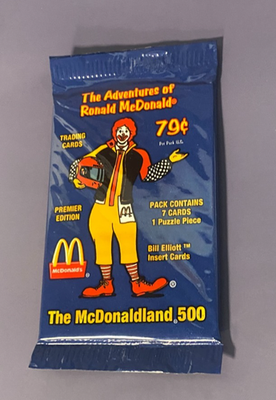 The Adventures of
Ronald McDonald®
TRADING
CARDS
79¢
Per Pack U.S.
PREMIER
EDITION
PACK CONTAINS
7 CARDS
1 Puzzle Piece
McDonald's
Bill Elliott™
Insert Cards
The McDonaldland 500